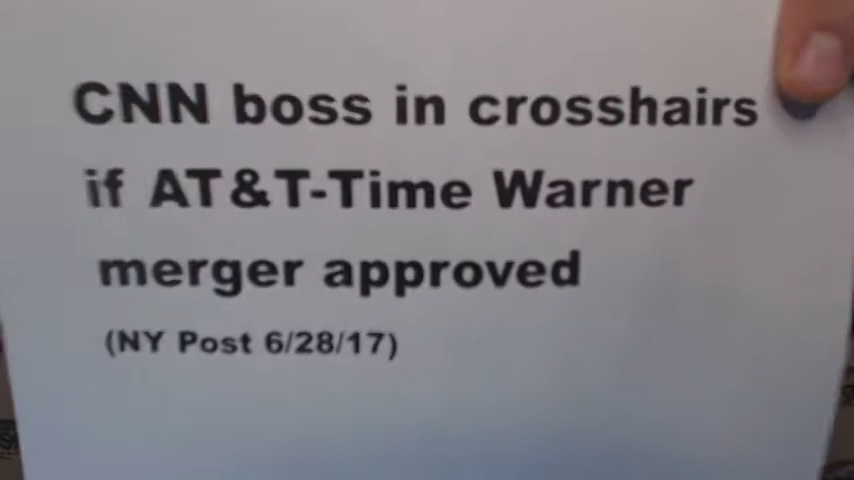 CNN boss in crosshairs
if AT&T-Time Warner
merger approved
(NY Post 6/28/17)